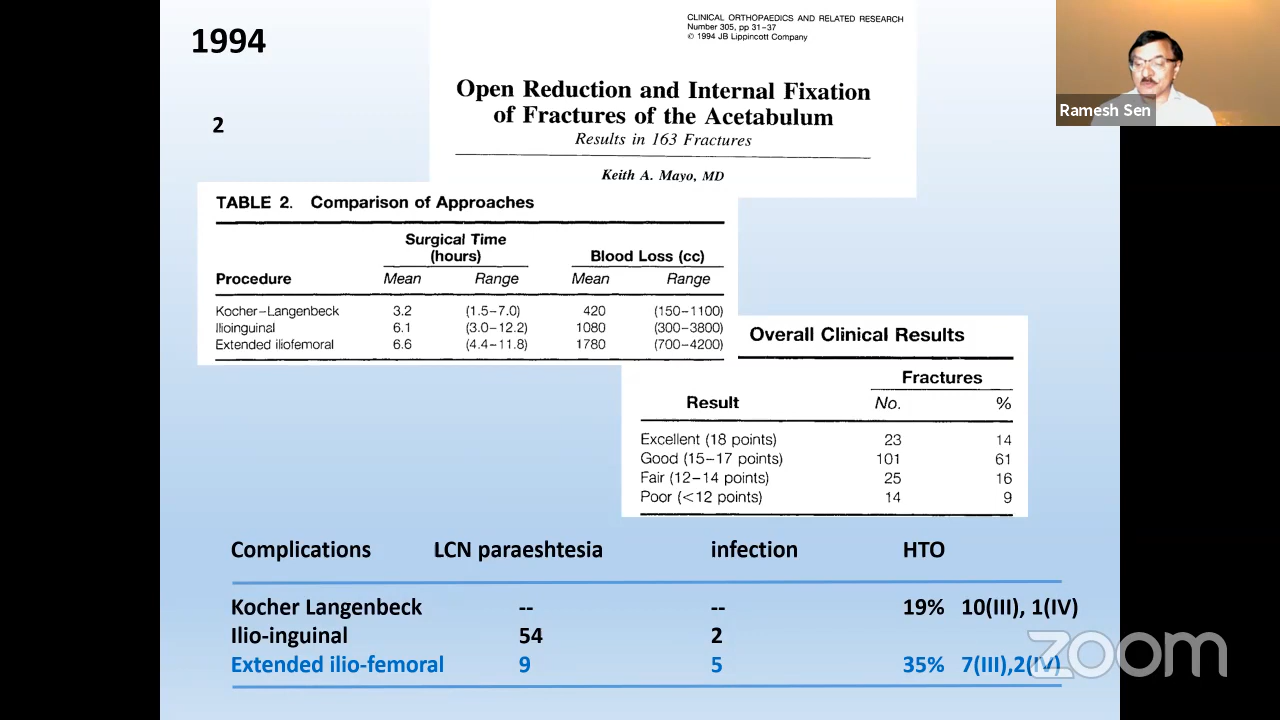 1994
CLINICAL ORTHOPAEDICS AND RELATED RESEARCH
Number 305, pp 31–37
© 1994 JB Lippincott Company
Ramesh Sen
2
Open Reduction and Internal Fixation
of Fractures of the Acetabulum
Results in 163 Fractures
Keith A. Mayo, MD
TABLE 2. Comparison of Approaches
Surgical Time
(hours) Blood Loss (cc)
Procedure Mean Range Mean Range
Kocher–Langenbeck 3.2 (1.5–7.0) 420 (150–1100)
Ilioinguinal 6.1 (3.0–12.2) 1080 (300–3800)
Extended iliofemoral 6.6 (4.4–11.8) 1780 (700–4200)
Overall Clinical Results
Fractures
Result No. %
Excellent (18 points) 23 14
Good (15–17 points) 101 61
Fair (12–14 points) 25 16
Poor (<12 points) 14 9
Complications LCN paraeshtesia infection HTO
Kocher Langenbeck -- -- 19% 10(III), 1(IV)
Ilio-inguinal 54 2
Extended ilio-femoral 9 5 35% 7(III),2(IV)
zoom